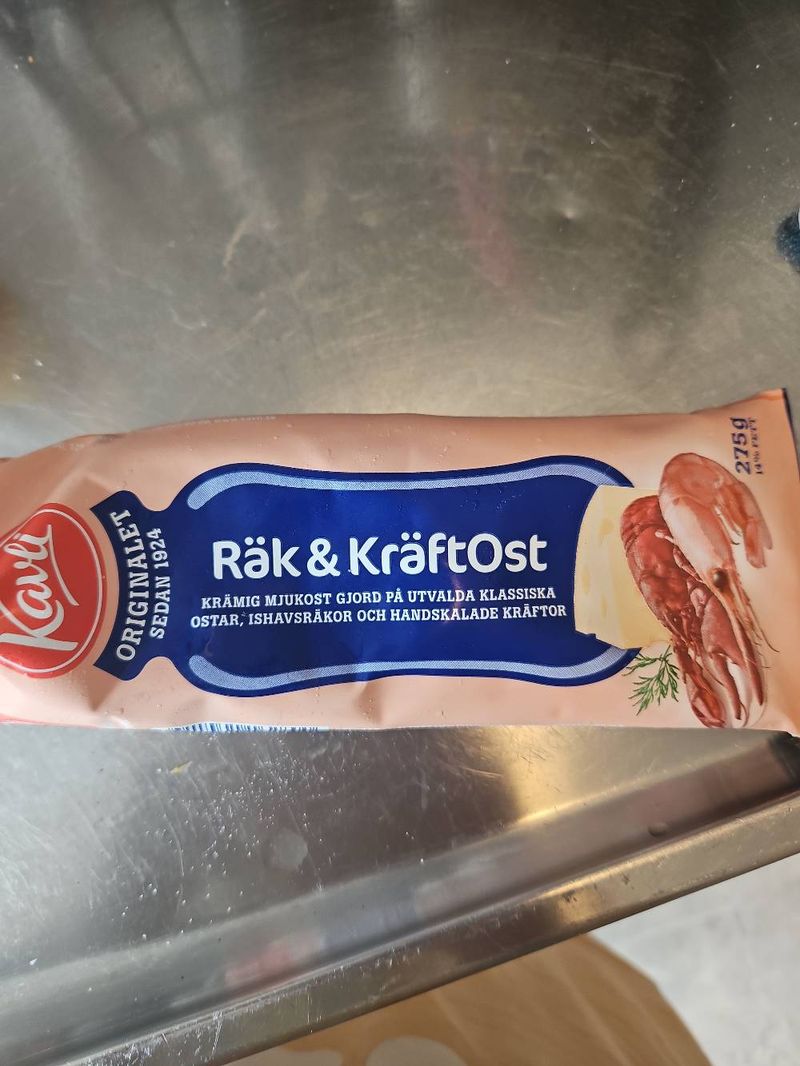 Kavli
ORIGINALET
SEDAN 1924
Räk & KräftOst
KRÄMIG MJUKOST GJORD PÅ UTVALDA KLASSISKA
OSTAR, ISHAVSRÄKOR OCH HANDSKALADE KRÄFTOR
275g
14% FETT